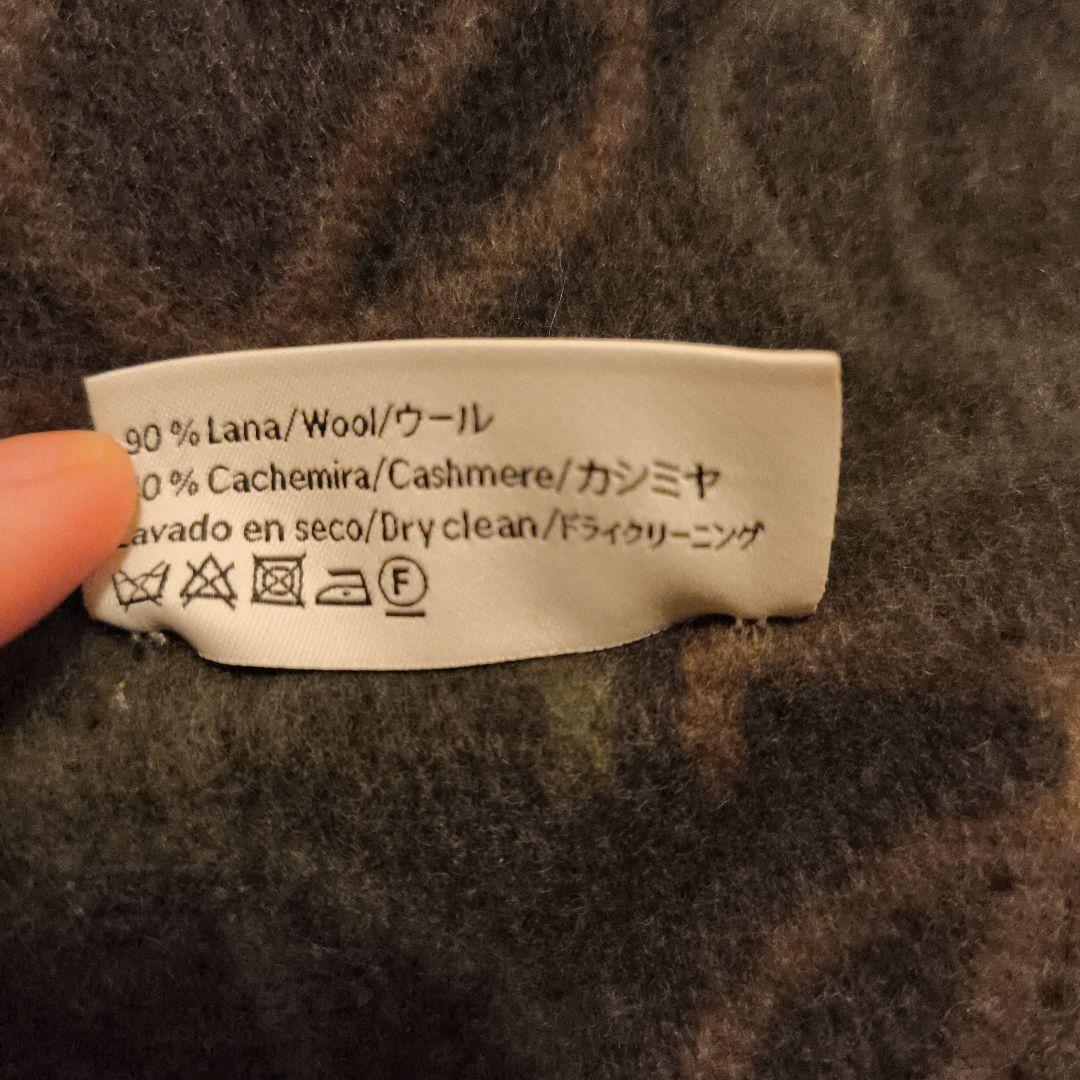 90 % Lana/Wool/ウール
0 % Cachemira/Cashmere/カシミヤ
Lavado en seco/Dry clean/ドライクリーニング
F